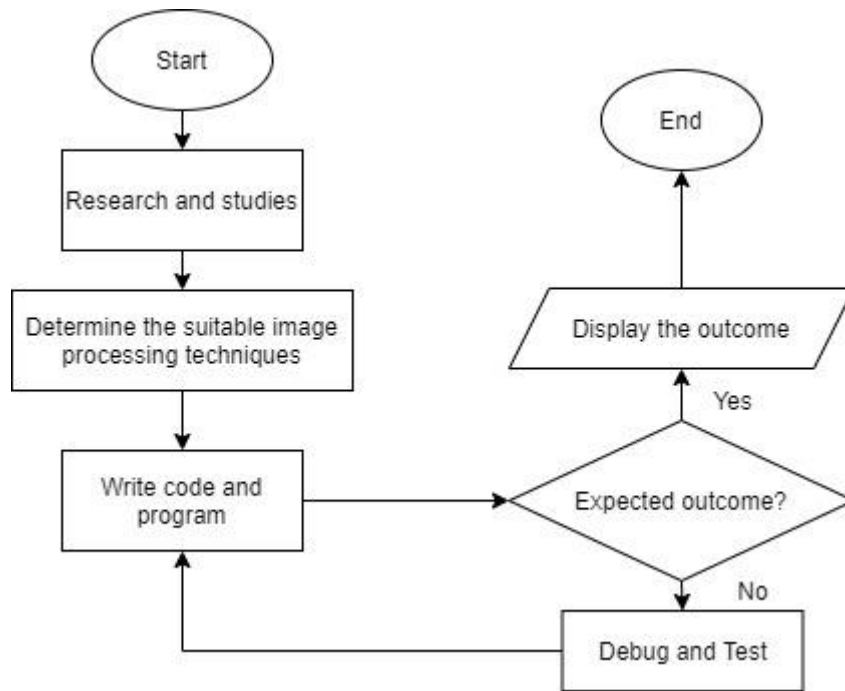 Start
Research and studies
Determine the suitable image
processing techniques
Write code and
program
Expected outcome?
Yes
Display the outcome
End
No
Debug and Test